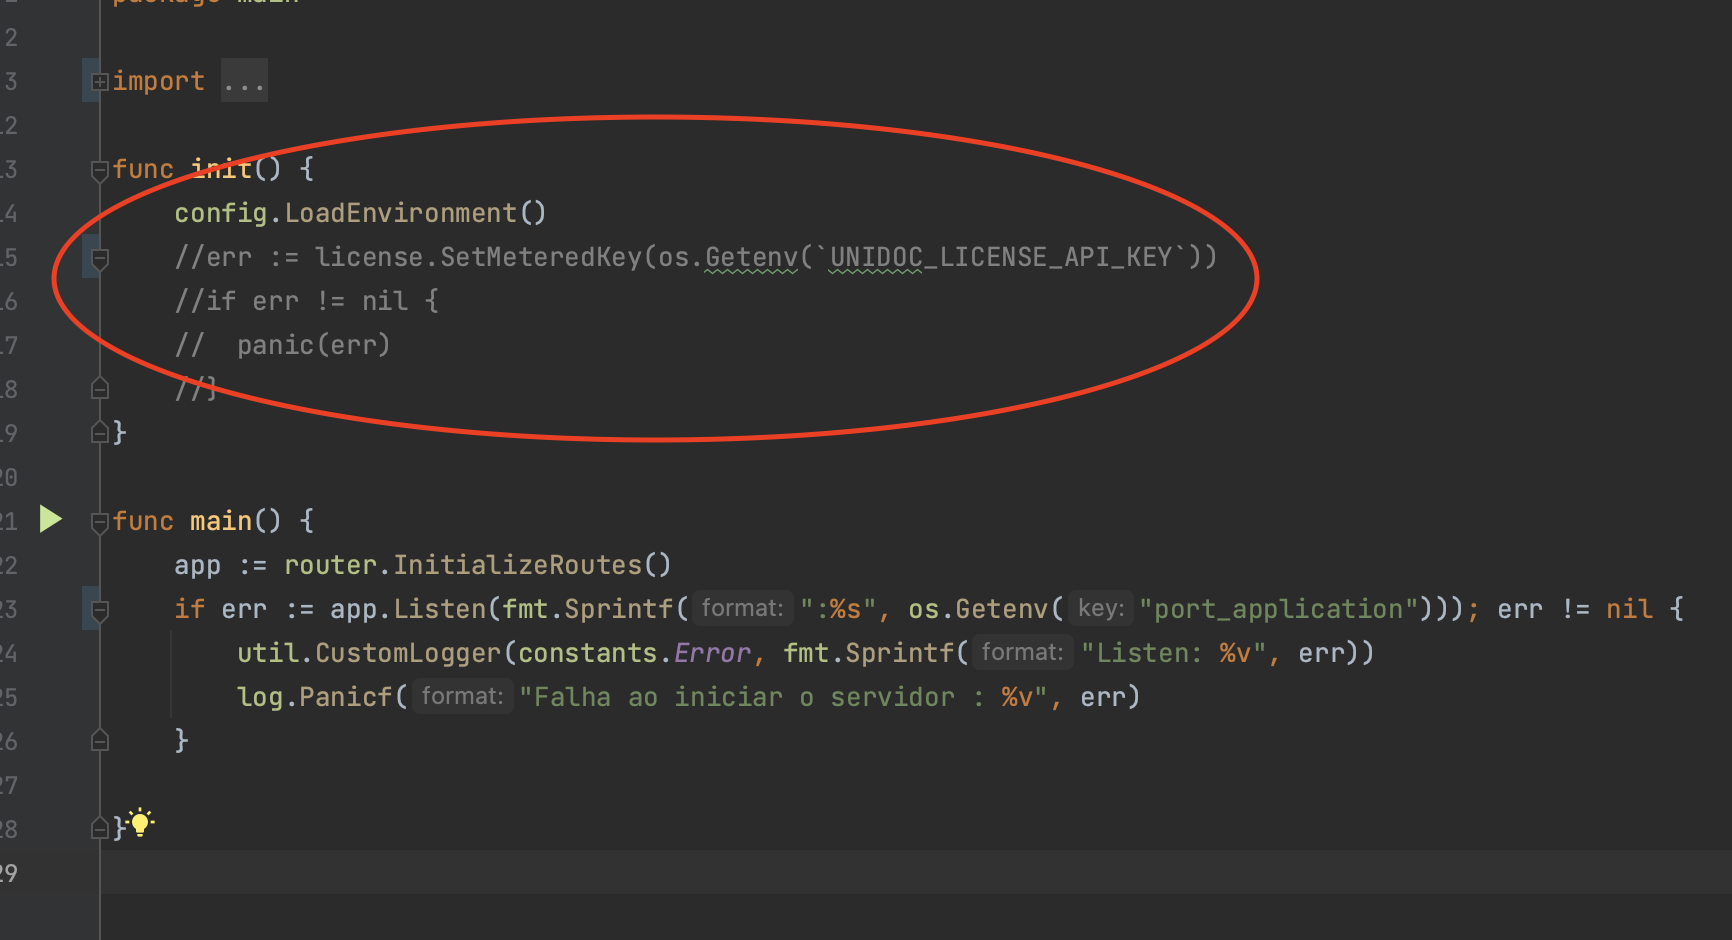 package main
2
3 import ...
12
13 func init() {
14 config.LoadEnvironment()
15 //err := license.SetMeteredKey(os.Getenv(`UNIDOC_LICENSE_API_KEY`))
16 //if err != nil {
17 // panic(err)
18 //}
19 }
20
21 func main() {
22 app := router.InitializeRoutes()
23 if err := app.Listen(fmt.Sprintf( format: ":%s", os.Getenv( key: "port_application"))); err != nil {
24 util.CustomLogger(constants.Error, fmt.Sprintf( format: "Listen: %v", err))
25 log.Panicf( format: "Falha ao iniciar o servidor : %v", err)
26 }
27
28 }
29